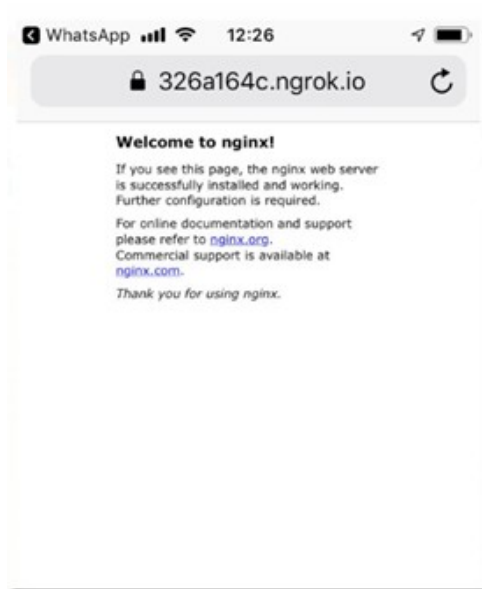 WhatsApp 12:26
326a164c.ngrok.io
Welcome to nginx!
If you see this page, the nginx web server
is successfully installed and working.
Further configuration is required.
For online documentation and support
please refer to nginx.org.
Commercial support is available at
nginx.com.
Thank you for using nginx.